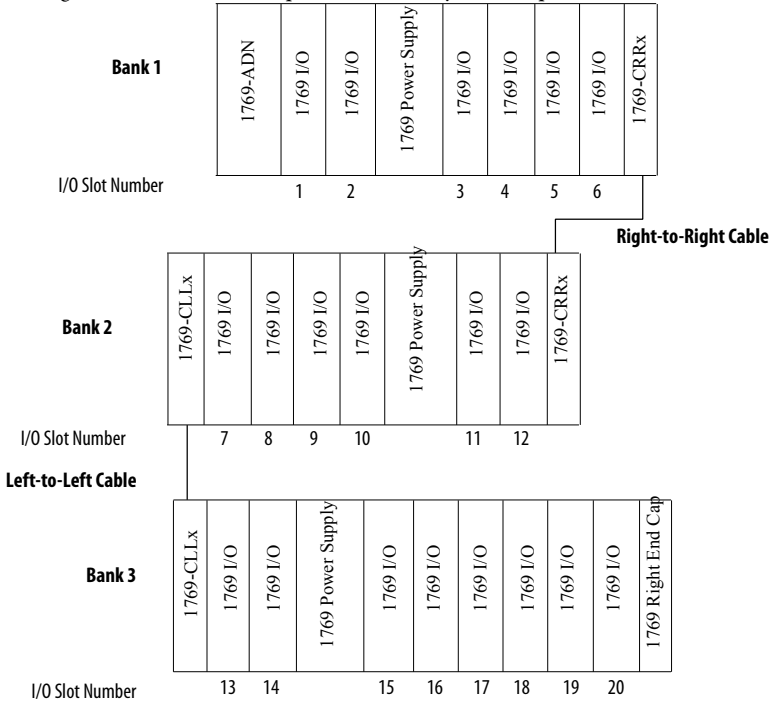 Bank 1
1769-ADN
1769 I/O
1769 I/O
1769 Power Supply
1769 I/O
1769 I/O
1769 I/O
1769 I/O
1769-CRRx
I/O Slot Number
1 2 3 4 5 6
Right-to-Right Cable
Bank 2
1769-CLLx
1769 I/O
1769 I/O
1769 I/O
1769 I/O
1769 Power Supply
1769 I/O
1769 I/O
1769-CRRx
I/O Slot Number
7 8 9 10 11 12
Left-to-Left Cable
Bank 3
1769-CLLx
1769 I/O
1769 I/O
1769 Power Supply
1769 I/O
1769 I/O
1769 I/O
1769 I/O
1769 I/O
1769 I/O
1769 Right End Cap
I/O Slot Number
13 14 15 16 17 18 19 20